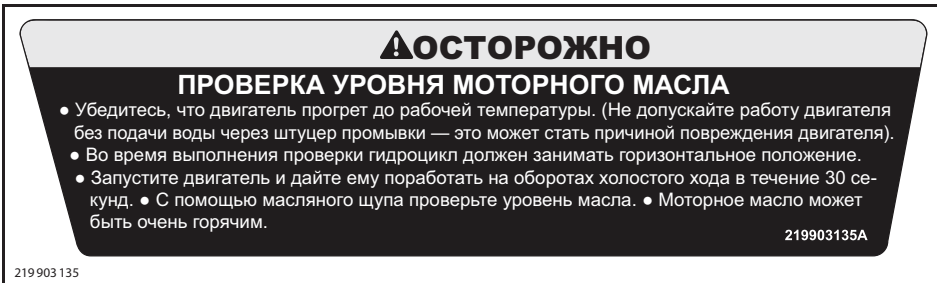 ⚠ОСТОРОЖНО
ПРОВЕРКА УРОВНЯ МОТОРНОГО МАСЛА
● Убедитесь, что двигатель прогрет до рабочей температуры. (Не допускайте работу двигателя
без подачи воды через штуцер промывки — это может стать причиной повреждения двигателя).
● Во время выполнения проверки гидроцикл должен занимать горизонтальное положение.
● Запустите двигатель и дайте ему поработать на оборотах холостого хода в течение 30 се-
кунд. ● С помощью масляного щупа проверьте уровень масла. ● Моторное масло может
быть очень горячим.
219903135A
219 903 135